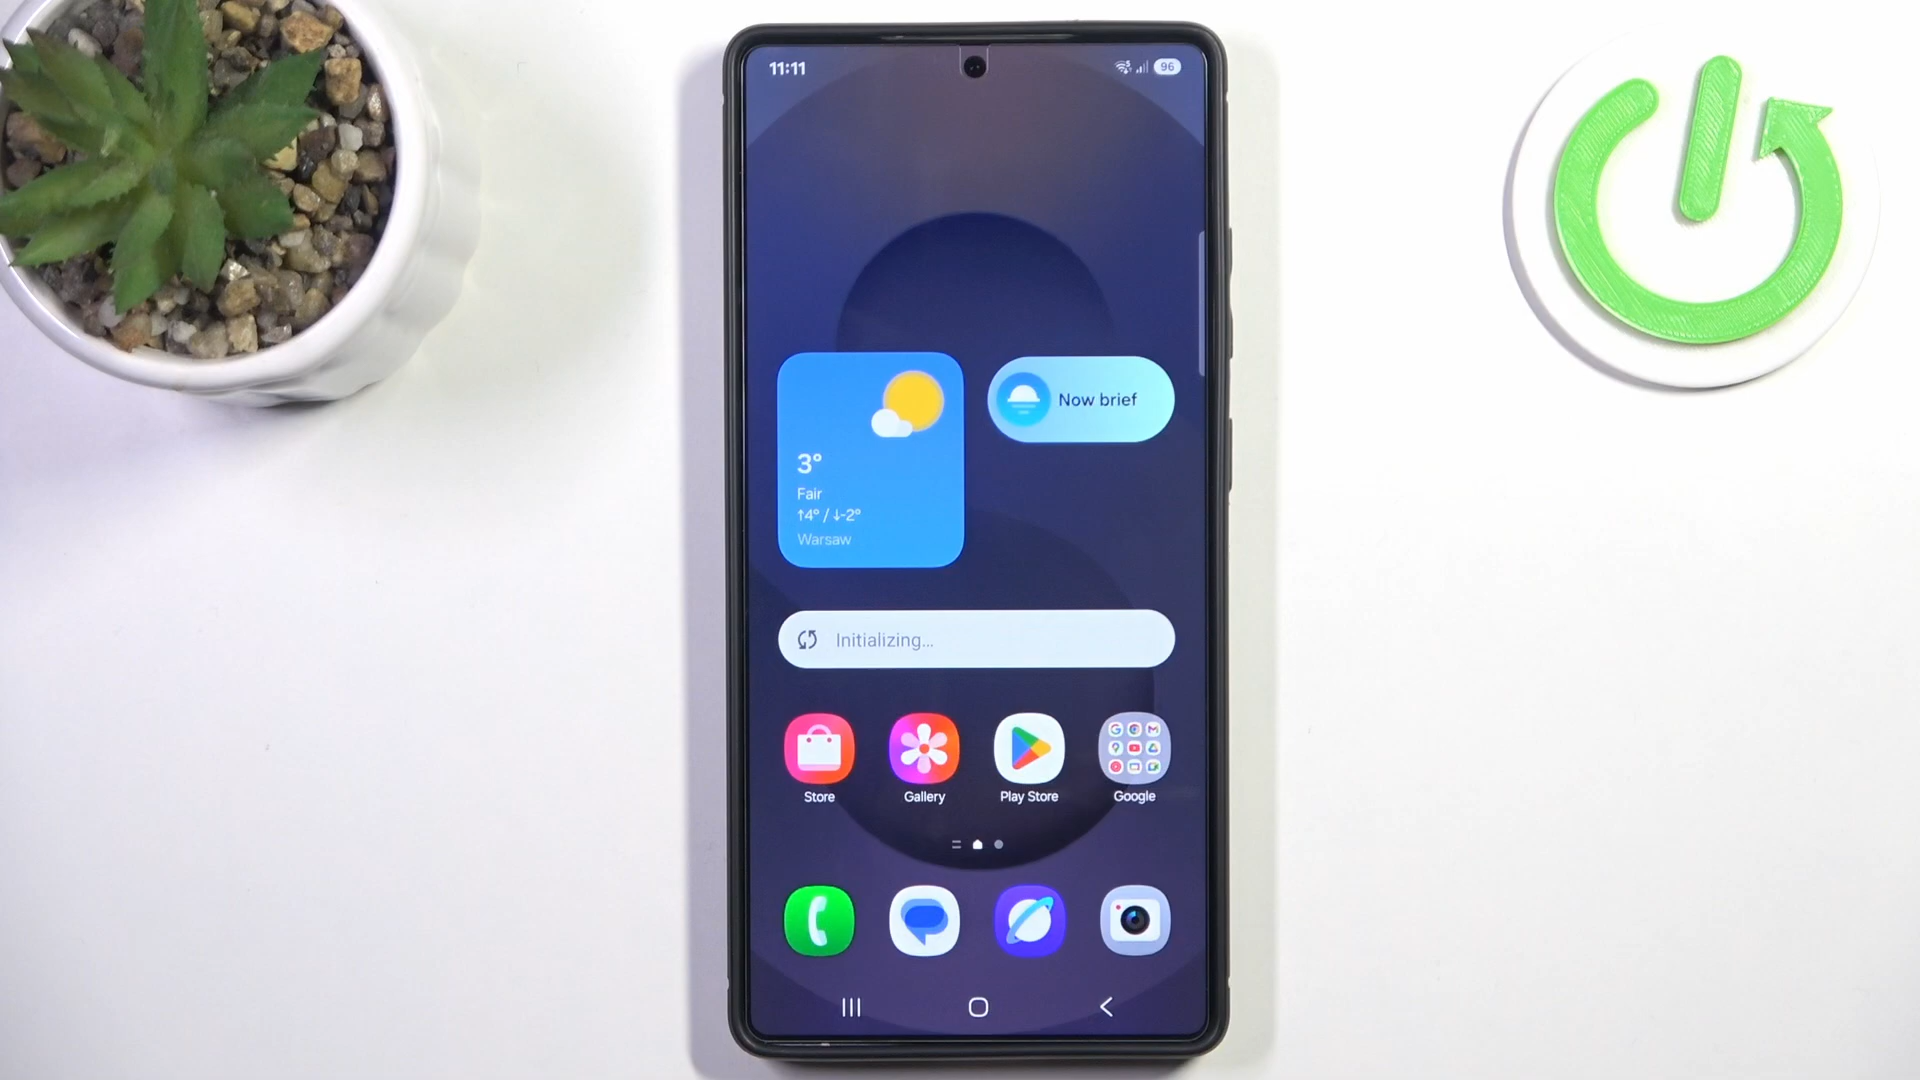 11:11
96
Now brief
3°
Fair
↑4° / ↓-2°
Warsaw
Initializing...
Store
Gallery
Play Store
Google